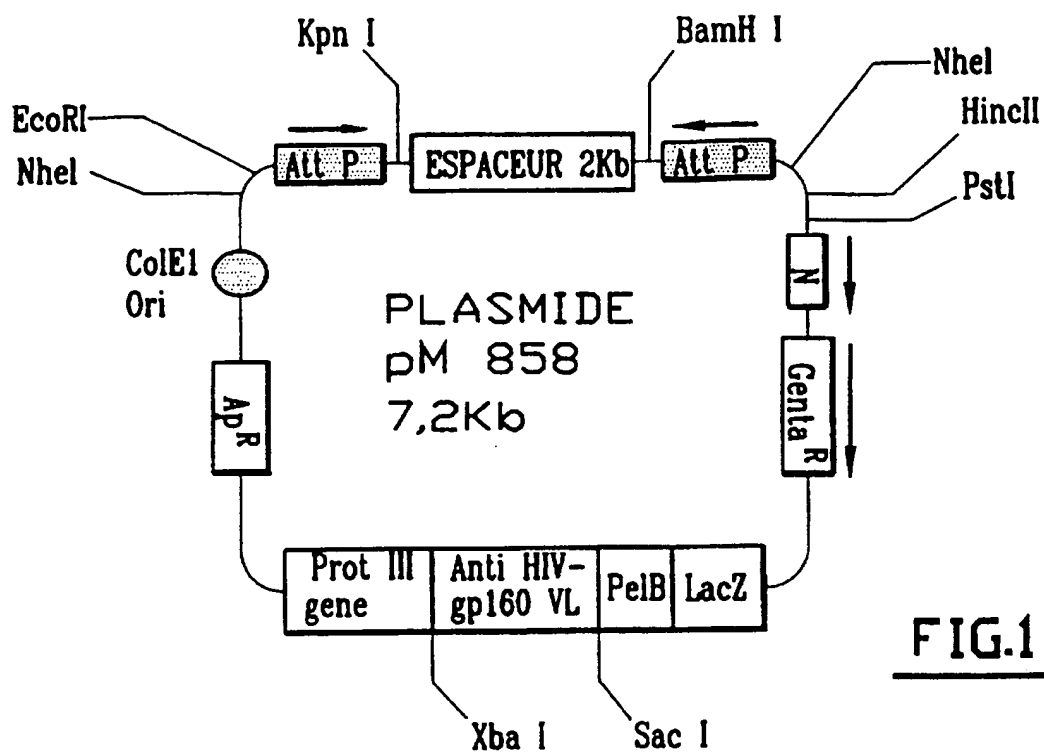 Kpn I
BamH I
EcoRI
NheI
NheI
HincII
PstI
Att P
ESPACEUR 2Kb
Att P
ColE1
Ori
N
PLASMIDE
pM 858
7,2Kb
Ap R
Genta R
Prot III
gene
Anti HIV-
gp160 VL
PelB
LacZ
Xba I
Sac I
FIG.1